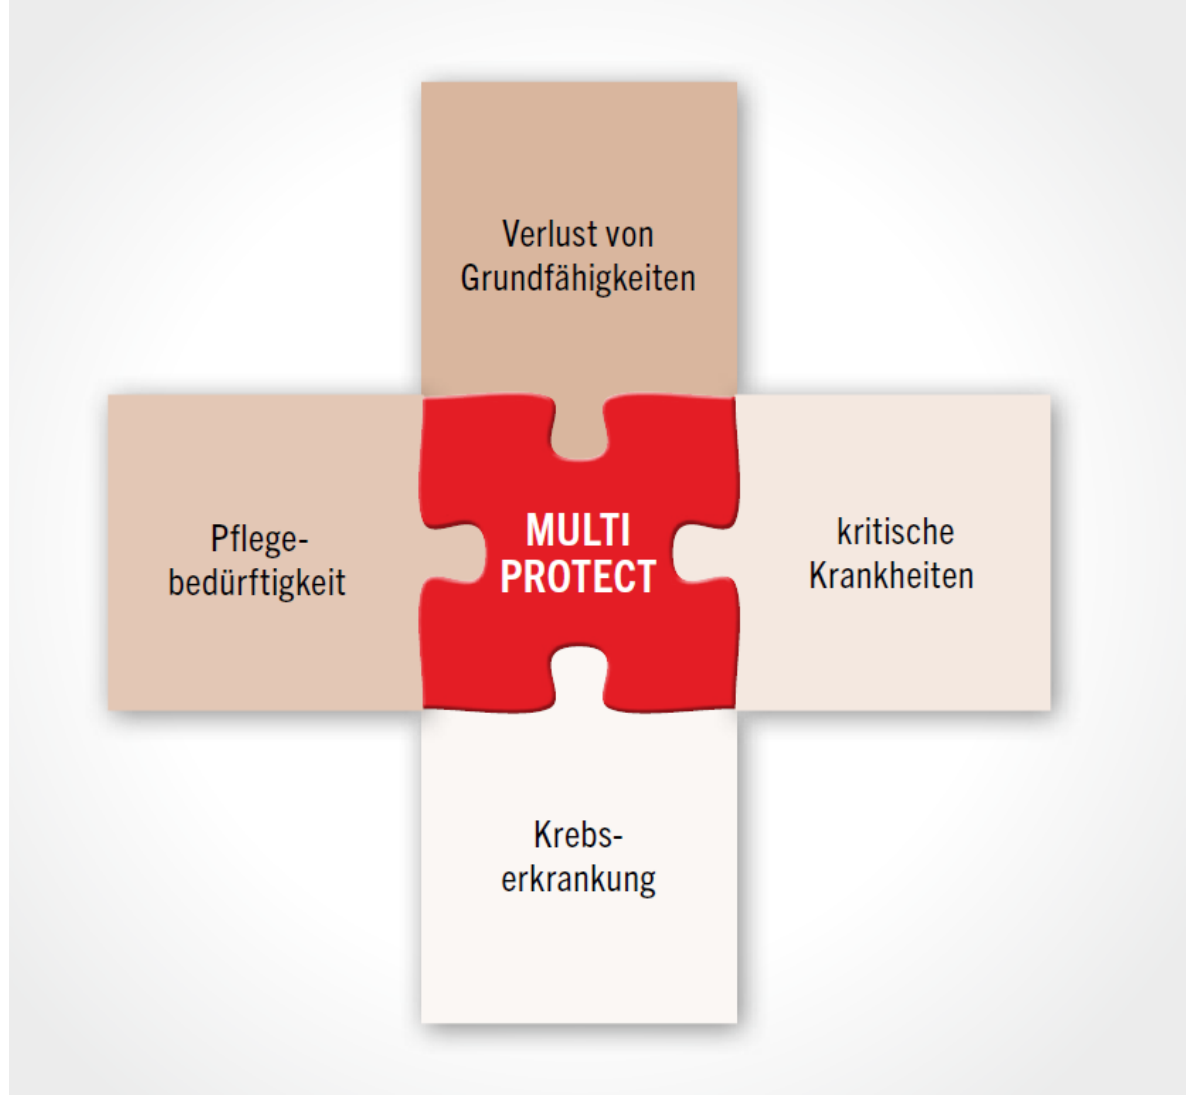 Verlust von
Grundfähigkeiten
Pflege-
bedürftigkeit
MULTI
PROTECT
kritische
Krankheiten
Krebs-
erkrankung